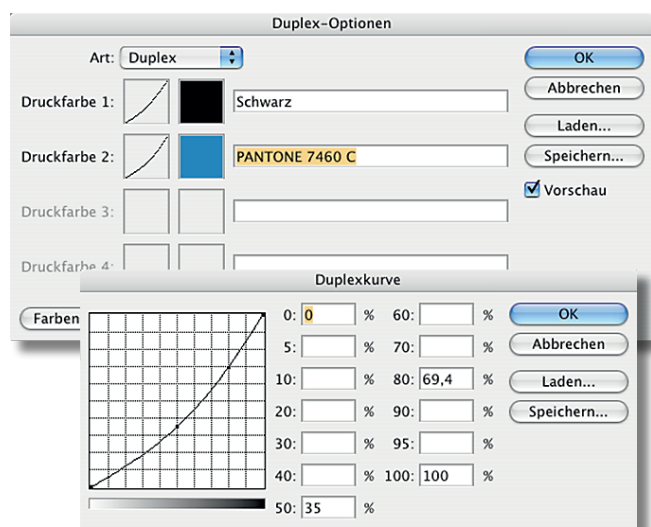 Duplex-Optionen
Art: Duplex
OK
Abbrechen
Laden...
Speichern...
Vorschau
Druckfarbe 1: Schwarz
Druckfarbe 2: PANTONE 7460 C
Druckfarbe 3:
Druckfarbe 4:
Farben
Duplexkurve
0: 0 % 60: %
5: % 70: %
10: % 80: 69,4 %
20: % 90: %
30: % 95: %
40: % 100: 100 %
50: 35 %
OK
Abbrechen
Laden...
Speichern...